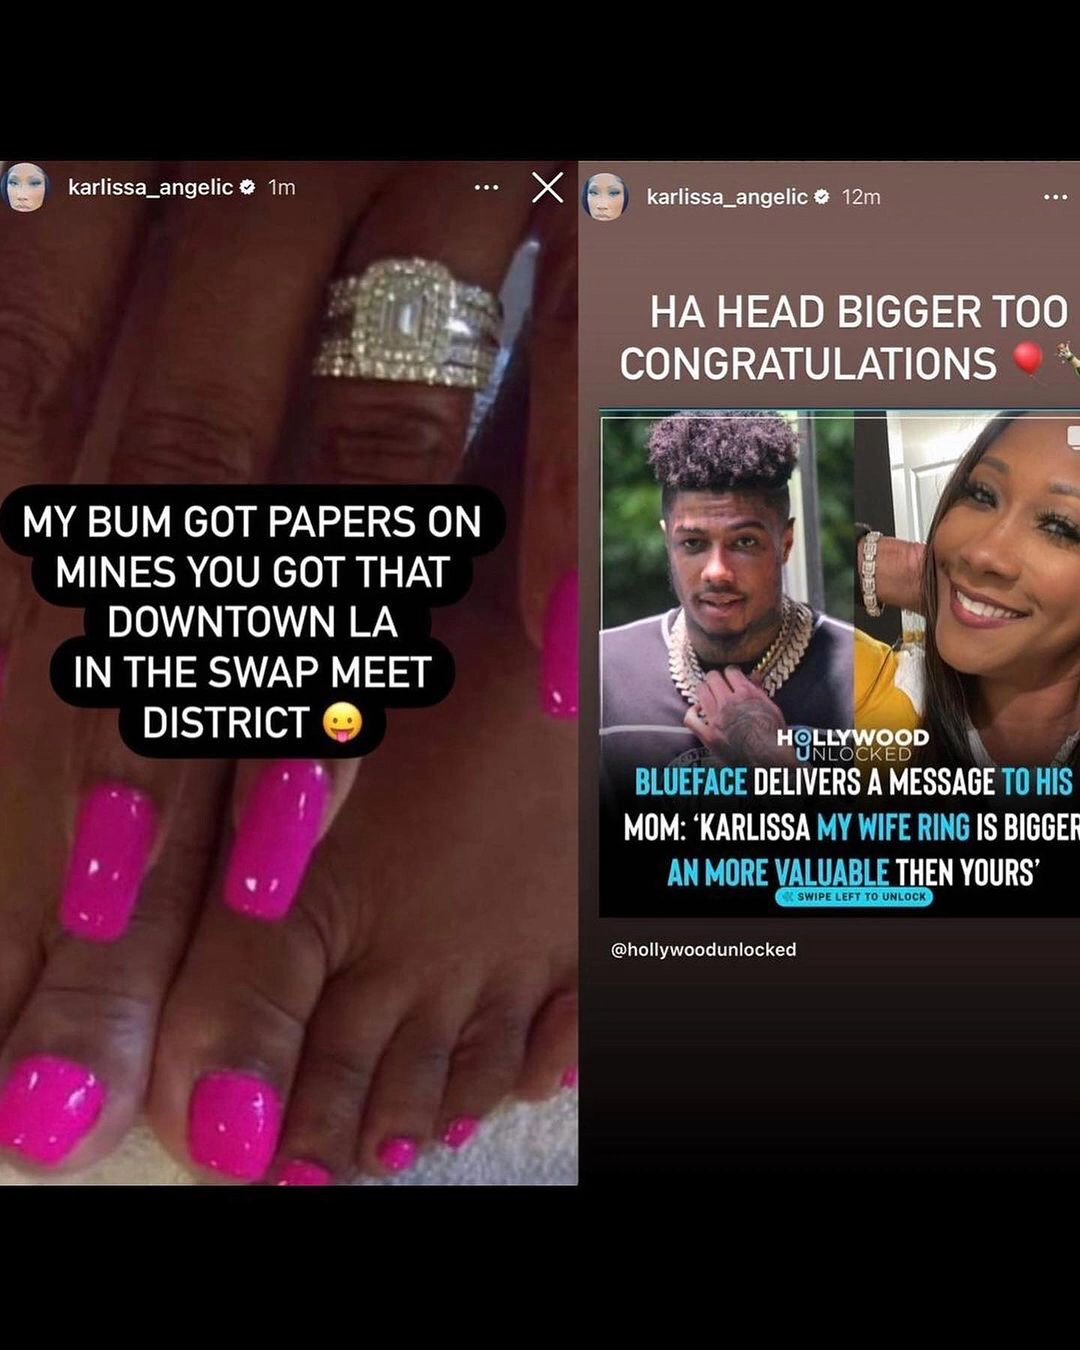 karlissa_angelic 1m
MY BUM GOT PAPERS ON
MINES YOU GOT THAT
DOWNTOWN LA
IN THE SWAP MEET
DISTRICT 😛
karlissa_angelic 12m
HA HEAD BIGGER TOO
CONGRATULATIONS 🎈🍾
HOLLYWOOD
UNLOCKED
BLUEFACE DELIVERS A MESSAGE TO HIS
MOM: ‘KARLISSA MY WIFE RING IS BIGGER
AN MORE VALUABLE THEN YOURS’
SWIPE LEFT TO UNLOCK
@hollywoodunlocked